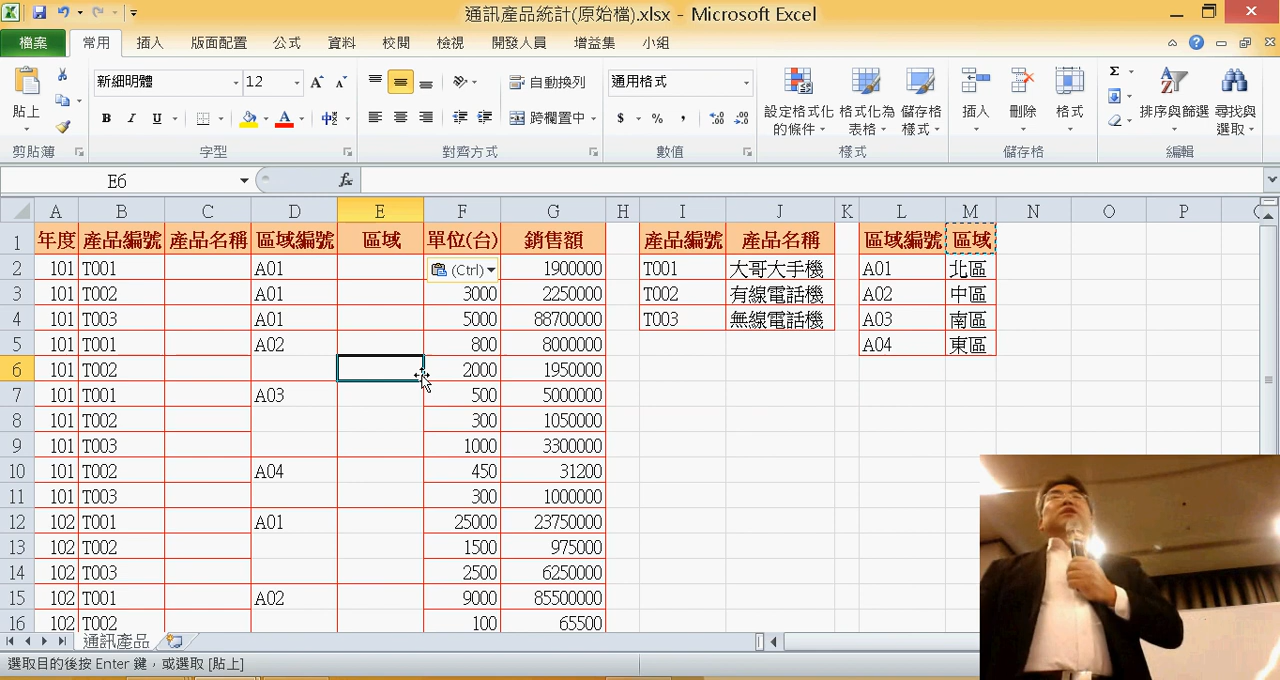 通訊產品統計(原始檔).xlsx - Microsoft Excel
檔案 常用 插入 版面配置 公式 資料 校閱 檢視 開發人員 增益集 小組
新細明體 12 自動換列 通用格式
貼上 B I U A 中 跨欄置中 $ % , 設定格式化的條件 格式化為表格 儲存格樣式 插入 刪除 格式 Σ 排序與篩選 尋找與選取
剪貼簿 字型 對齊方式 數值 樣式 儲存格 編輯
E6 fx
A B C D E F G H I J K L M N O P
1 年度 產品編號 產品名稱 區域編號 區域 單位(台) 銷售額 產品編號 產品名稱 區域編號 區域
2 101 T001 A01 (Ctrl) 1900000 T001 大哥大手機 A01 北區
3 101 T002 A01 3000 2250000 T002 有線電話機 A02 中區
4 101 T003 A01 5000 88700000 T003 無線電話機 A03 南區
5 101 T001 A02 800 8000000 A04 東區
6 101 T002 2000 1950000
7 101 T001 A03 500 5000000
8 101 T002 300 1050000
9 101 T003 1000 3300000
10 101 T002 A04 450 31200
11 101 T003 300 1000000
12 102 T001 A01 25000 23750000
13 102 T002 1500 975000
14 102 T003 2500 6250000
15 102 T001 A02 9000 85500000
16 102 T002 100 65500
通訊產品
選取目的後按 Enter 鍵，或選取 [貼上]